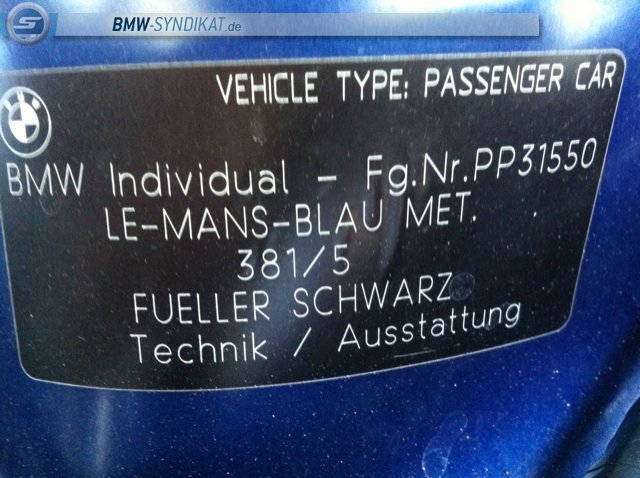 BMW-SYNDIKAT.de
VEHICLE TYPE: PASSENGER CAR
BMW Individual - Fg.Nr.PP31550
LE-MANS-BLAU MET.
381/5
FUELLER SCHWARZ
Technik / Ausstattung